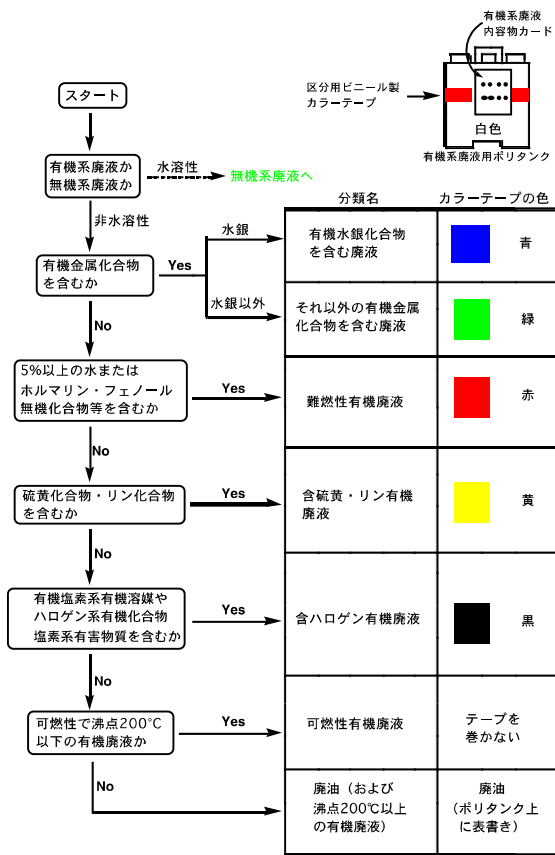 有機系廃液
内容物カード
区分用ビニール製
カラーテープ
白色
有機系廃液用ポリタンク
スタート
有機系廃液か
無機系廃液か
水溶性
無機系廃液へ
非水溶性
分類名
カラーテープの色
有機金属化合物
を含むか
Yes
水銀
有機水銀化合物
を含む廃液
青
水銀以外
それ以外の有機金属
化合物を含む廃液
緑
No
5%以上の水または
ホルマリン・フェノール
無機化合物等を含むか
Yes
難燃性有機廃液
赤
No
硫黄化合物・リン化合物
を含むか
Yes
含硫黄・リン有機
廃液
黄
No
有機塩素系有機溶媒や
ハロゲン系有機化合物
塩素系有害物質を含むか
Yes
含ハロゲン有機廃液
黒
No
可燃性で沸点200℃
以下の有機廃液か
Yes
可燃性有機廃液
テープを
巻かない
No
廃油（および
沸点200℃以上
の有機廃液）
廃油
（ポリタンク上
に表書き）